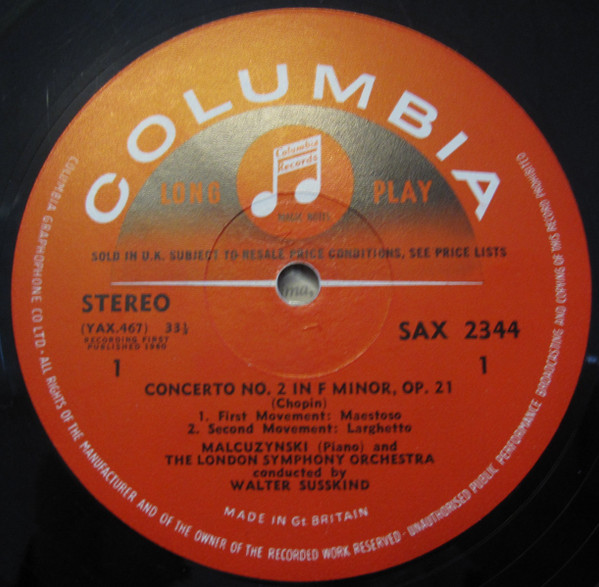 COLUMBIA
Columbia
Records
LONG PLAY
SOLD IN U.K. SUBJECT TO RESALE PRICE CONDITIONS, SEE PRICE LISTS
STEREO
(YAX.467) 33⅓
RECORDING FIRST
PUBLISHED 1960
SAX 2344
1 1
CONCERTO NO. 2 IN F MINOR, OP. 21
(Chopin)
1. First Movement: Maestoso
2. Second Movement: Larghetto
MALCUZYNSKI (Piano) and
THE LONDON SYMPHONY ORCHESTRA
conducted by
WALTER SUSSKIND
MADE IN Gt BRITAIN
COLUMBIA GRAPHOPHONE CO LTD · ALL RIGHTS OF THE MANUFACTURER AND OF THE OWNER OF THE RECORDED WORK RESERVED · UNAUTHORISED PUBLIC PERFORMANCE BROADCASTING AND COPYING OF THIS RECORD PROHIBITED